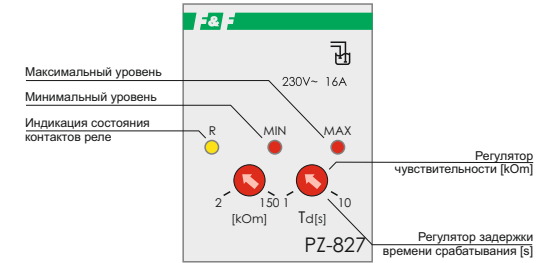 F&F
230V~ 16A
Максимальный уровень
Минимальный уровень
Индикация состояния
контактов реле
R MIN MAX
Регулятор
чувствительности [kOm]
2 150 1 10
[kOm] Td[s]
PZ-827
Регулятор задержки
времени срабатывания [s]